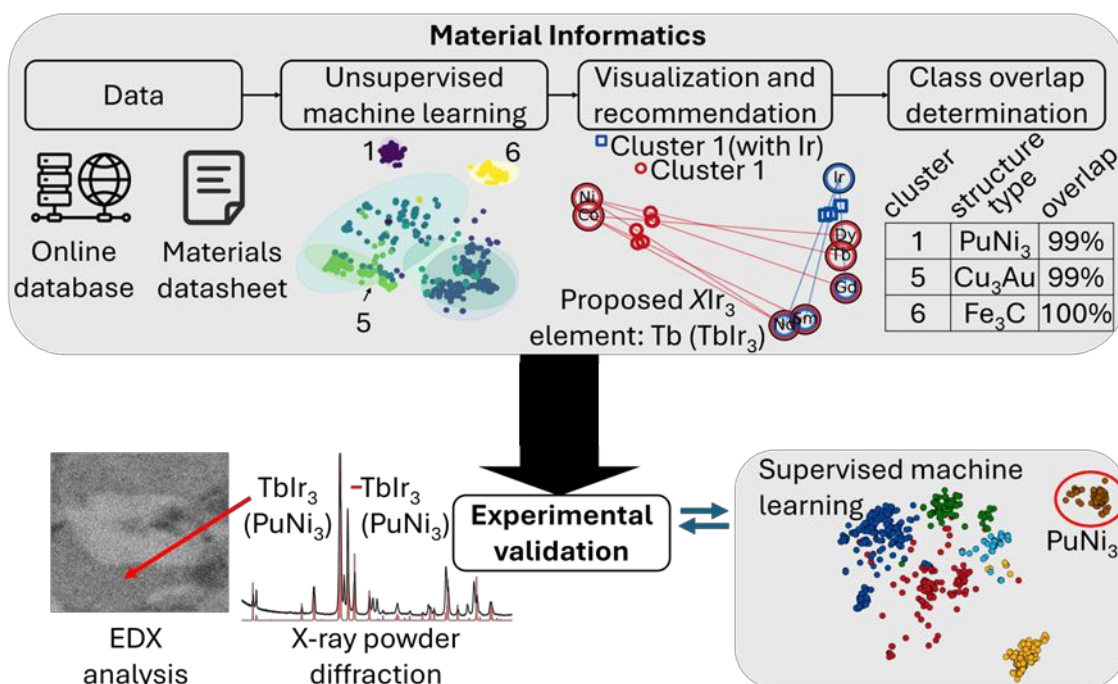 Material Informatics
Data
Unsupervised
machine learning
Visualization and
recommendation
Class overlap
determination
Online
database
Materials
datasheet
1
6
5
Cluster 1(with Ir)
Cluster 1
Ni
Co
Ir
Dy
Tb
Gd
Nd
Sm
Proposed XIr₃
element: Tb (TbIr₃)
cluster
structure
type
overlap
1 PuNi₃ 99%
5 Cu₃Au 99%
6 Fe₃C 100%
TbIr₃
(PuNi₃)
TbIr₃
(PuNi₃)
EDX
analysis
X-ray powder
diffraction
Experimental
validation
Supervised machine
learning
PuNi₃